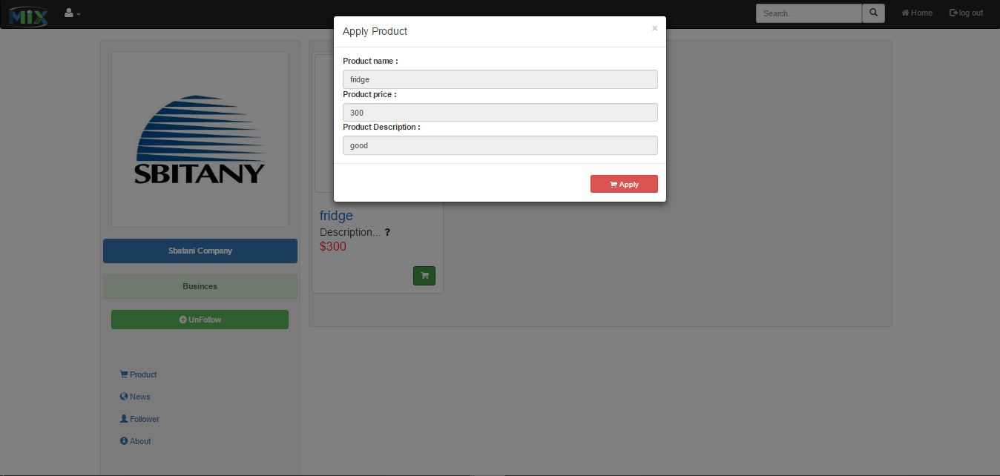 MiX
Search..
Home
log out
Apply Product
×
Product name :
fridge
Product price :
300
Product Description :
good
Apply
SBITANY
Sbatani Company
Businces
UnFollow
Product
News
Follower
About
fridge
Description... ?
$300